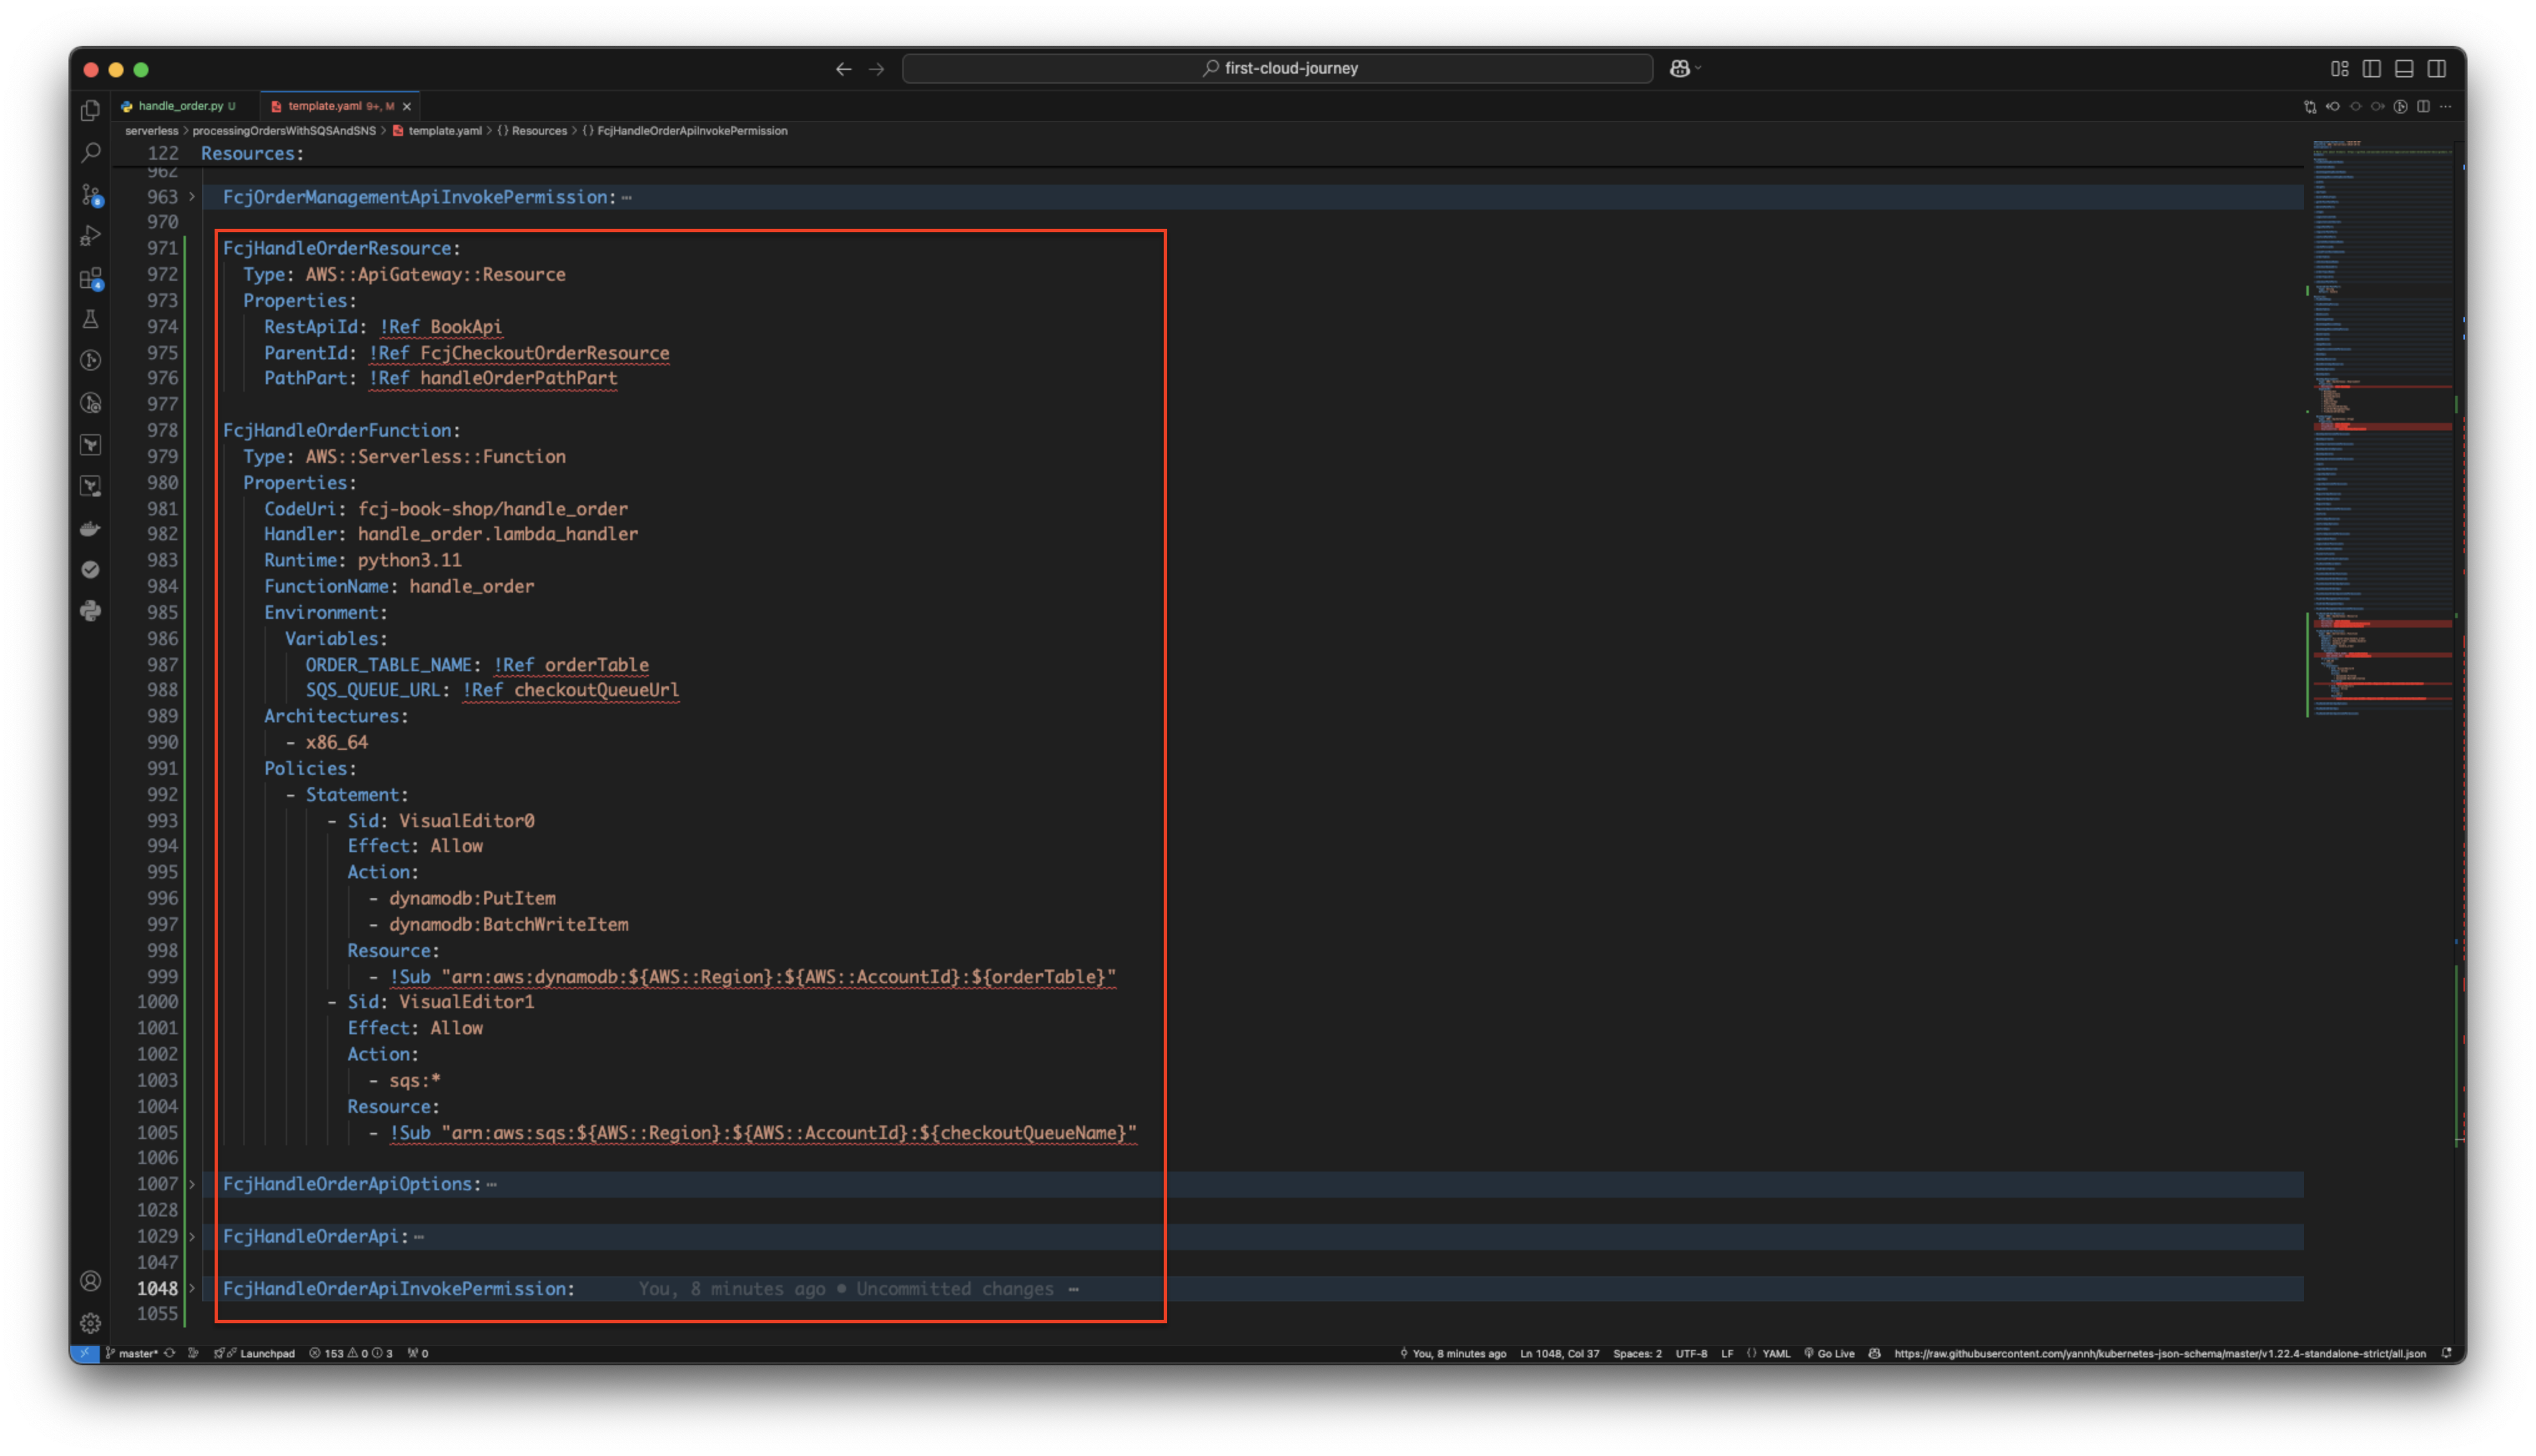 first-cloud-journey
handle_order.py U
template.yaml 9+, M
serverless > processingOrdersWithSQSAndSNS > template.yaml > {} Resources > {} FcjHandleOrderApiInvokePermission
122 Resources:
962
963 FcjOrderManagementApiInvokePermission: …
970
971 FcjHandleOrderResource:
972 Type: AWS::ApiGateway::Resource
973 Properties:
974 RestApiId: !Ref BookApi
975 ParentId: !Ref FcjCheckoutOrderResource
976 PathPart: !Ref handleOrderPathPart
977
978 FcjHandleOrderFunction:
979 Type: AWS::Serverless::Function
980 Properties:
981 CodeUri: fcj-book-shop/handle_order
982 Handler: handle_order.lambda_handler
983 Runtime: python3.11
984 FunctionName: handle_order
985 Environment:
986 Variables:
987 ORDER_TABLE_NAME: !Ref orderTable
988 SQS_QUEUE_URL: !Ref checkoutQueueUrl
989 Architectures:
990 - x86_64
991 Policies:
992 - Statement:
993 - Sid: VisualEditor0
994 Effect: Allow
995 Action:
996 - dynamodb:PutItem
997 - dynamodb:BatchWriteItem
998 Resource:
999 - !Sub "arn:aws:dynamodb:${AWS::Region}:${AWS::AccountId}:${orderTable}"
1000 - Sid: VisualEditor1
1001 Effect: Allow
1002 Action:
1003 - sqs:*
1004 Resource:
1005 - !Sub "arn:aws:sqs:${AWS::Region}:${AWS::AccountId}:${checkoutQueueName}"
1006
1007 FcjHandleOrderApiOptions: …
1028
1029 FcjHandleOrderApi: …
1047
1048 FcjHandleOrderApiInvokePermission: You, 8 minutes ago • Uncommitted changes …
1055
master* Launchpad 153 0 3 0 You, 8 minutes ago Ln 1048, Col 37 Spaces: 2 UTF-8 LF {} YAML Go Live https://raw.githubusercontent.com/yannh/kubernetes-json-schema/master/v1.22.4-standalone-strict/all.json